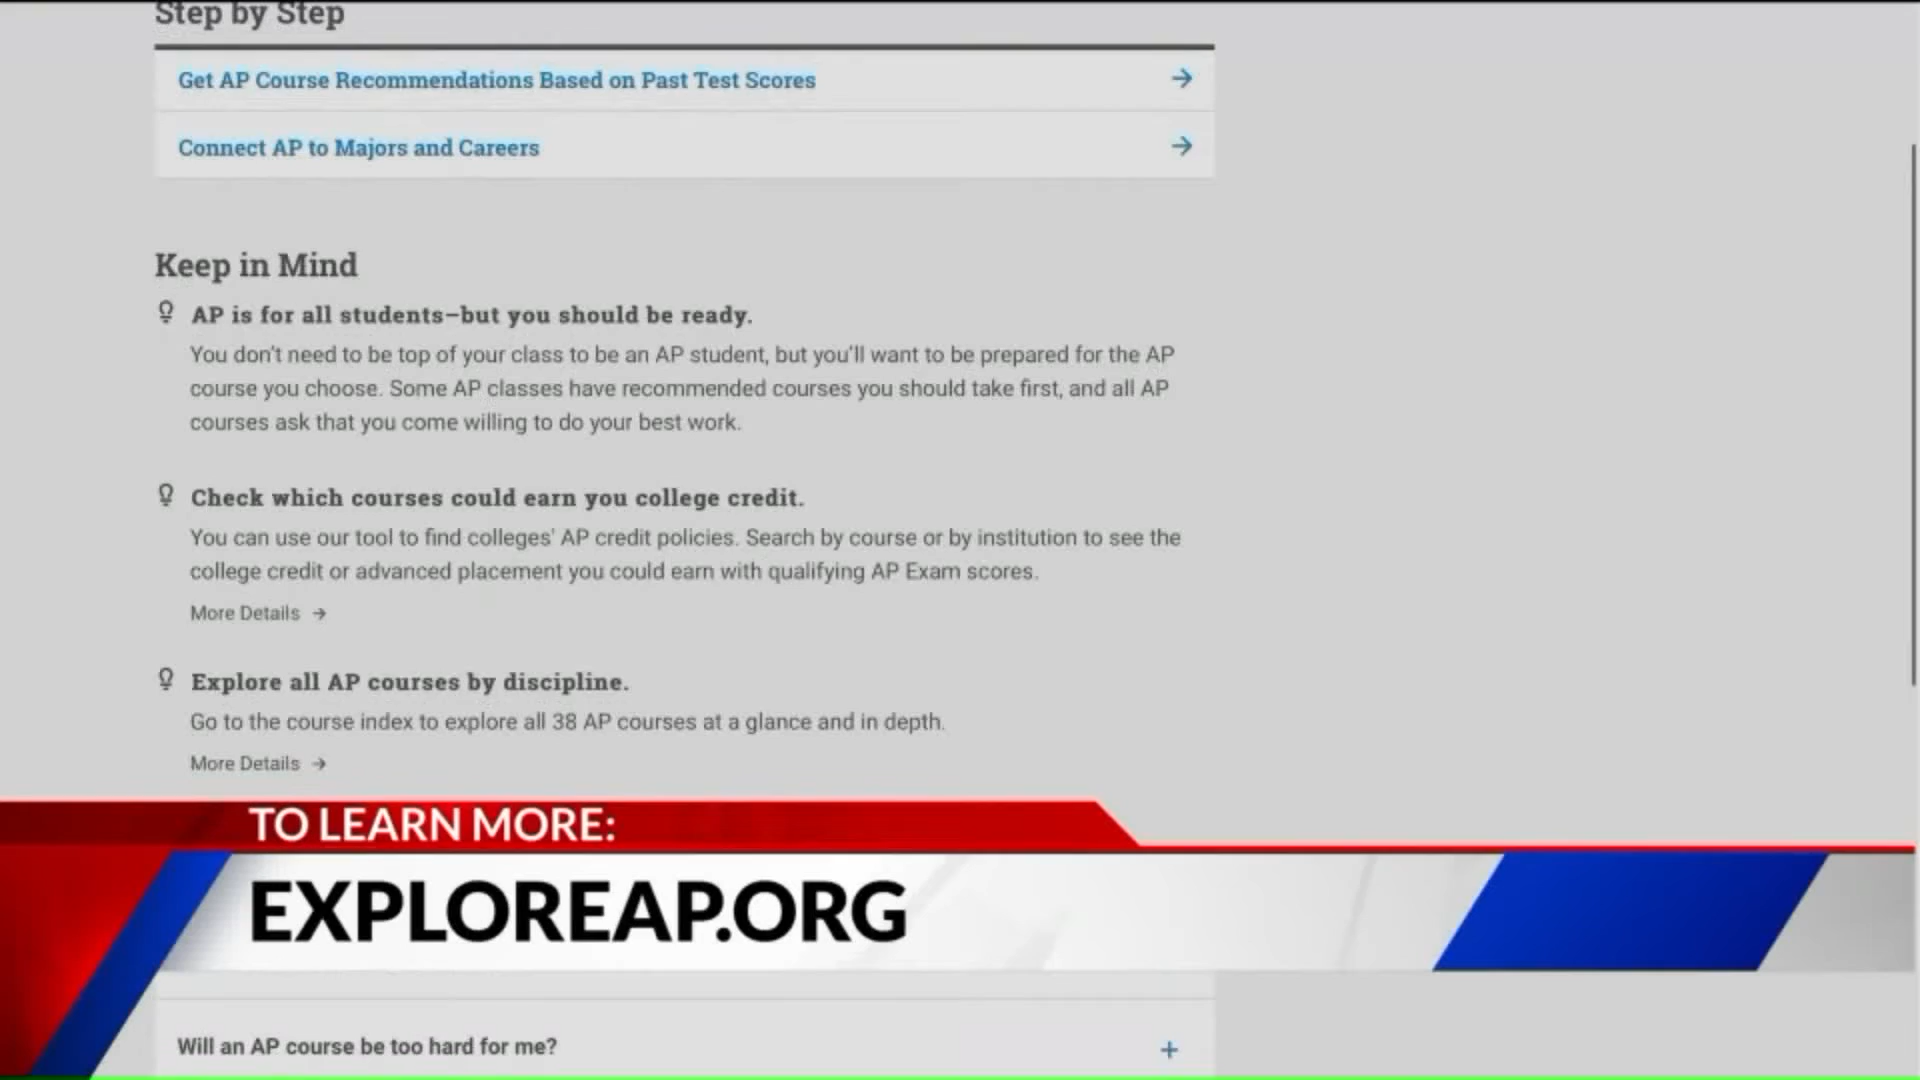 Step by Step
Get AP Course Recommendations Based on Past Test Scores
Connect AP to Majors and Careers
Keep in Mind
AP is for all students–but you should be ready.
You don't need to be top of your class to be an AP student, but you'll want to be prepared for the AP
course you choose. Some AP classes have recommended courses you should take first, and all AP
courses ask that you come willing to do your best work.
Check which courses could earn you college credit.
You can use our tool to find colleges' AP credit policies. Search by course or by institution to see the
college credit or advanced placement you could earn with qualifying AP Exam scores.
More Details
Explore all AP courses by discipline.
Go to the course index to explore all 38 AP courses at a glance and in depth.
More Details
TO LEARN MORE:
EXPLOREAP.ORG
Will an AP course be too hard for me?